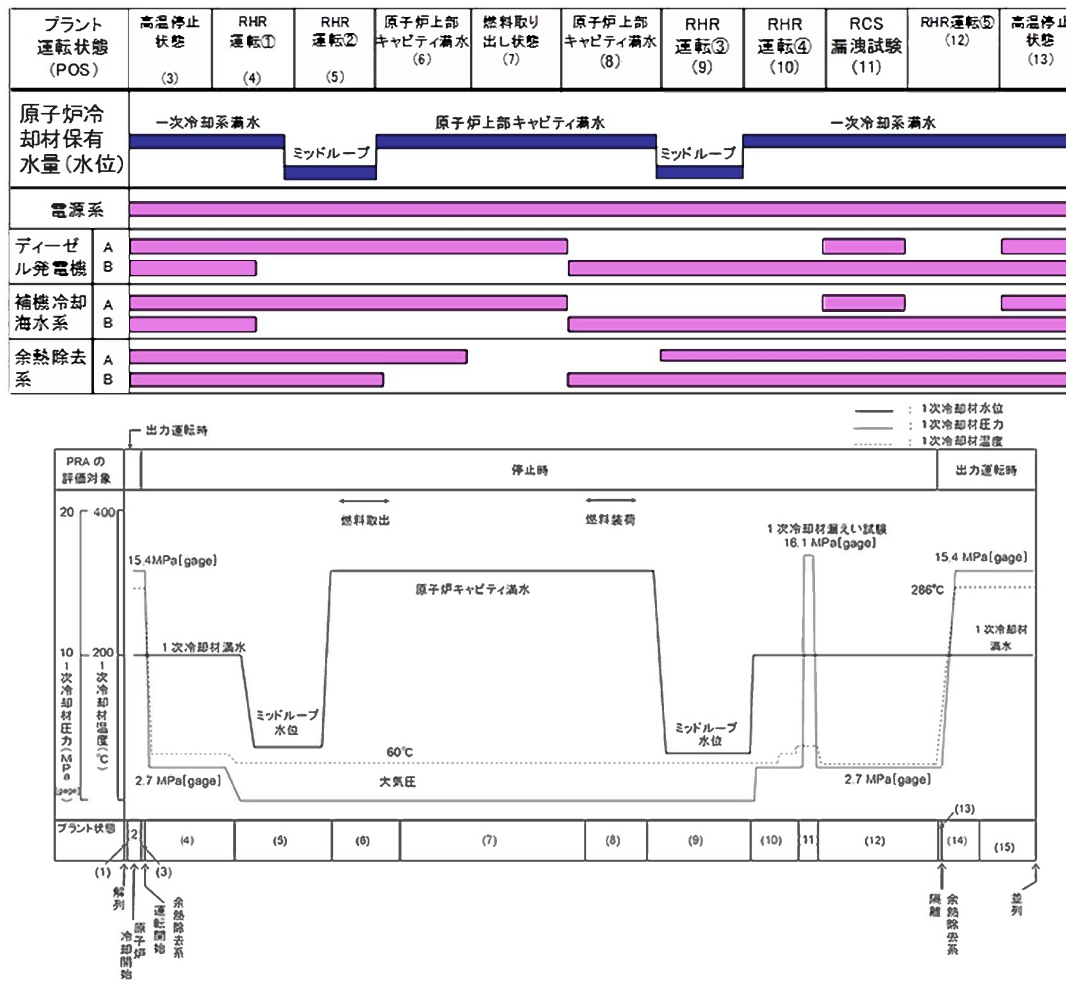 プラント
運転状態
(POS)
高温停止
状態
(3)
RHR
運転①
(4)
RHR
運転②
(5)
原子炉上部
キャビティ満水
(6)
燃料取り
出し状態
(7)
原子炉上部
キャビティ満水
(8)
RHR
運転③
(9)
RHR
運転④
(10)
RCS
漏洩試験
(11)
RHR運転⑤
(12)
高温停止
状態
(13)
原子炉冷
却材保有
水量(水位)
一次冷却系満水
ミッドループ
原子炉上部キャビティ満水
ミッドループ
一次冷却系満水
電源系
ディーゼ
ル発電機
A
B
補機冷却
海水系
A
B
余熱除去
系
A
B
: 1次冷却材水位
: 1次冷却材圧力
: 1次冷却材温度
出力運転時
PRAの
評価対象
停止時
出力運転時
20
400
燃料取出
燃料装荷
1次冷却材漏えい試験
16.1 MPa[gage]
15.4MPa[gage]
15.4 MPa[gage]
原子炉キャビティ満水
286℃
10
200
1次冷却材満水
1次冷却材
満水
1次冷却材圧力(MPa[gage])
1次冷却材温度(℃)
ミッドループ
水位
ミッドループ
水位
60℃
大気圧
2.7 MPa[gage]
2.7 MPa[gage]
0
0
プラント状態
(1)
2
(3)
(4)
(5)
(6)
(7)
(8)
(9)
(10)
(11)
(12)
(13)
(14)
(15)
解列
原子炉
冷却開始
余熱除去系
運転開始
余熱除去系
隔離
並列